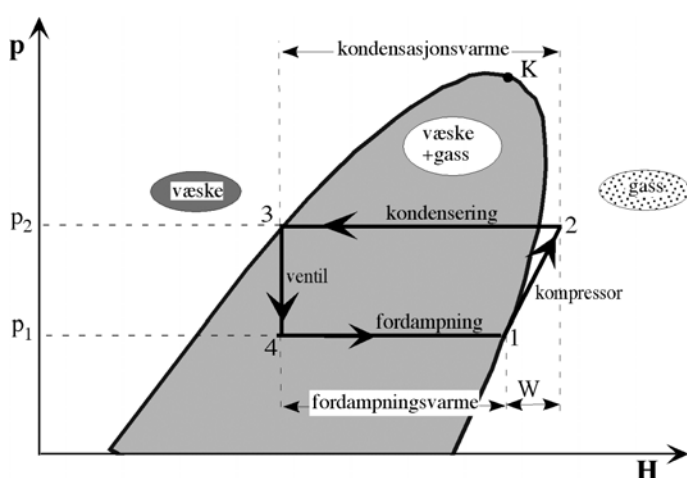 p
kondensasjonsvarme
K
væske
+gass
væske
gass
p2
3
kondensering
2
ventil
kompressor
p1
fordampning
4
1
W
fordampningsvarme
H